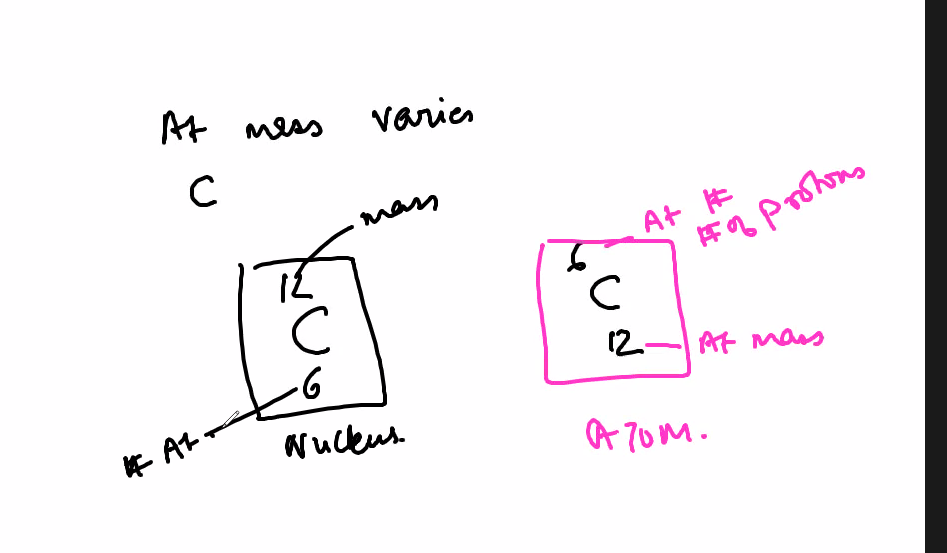 At mass varies
C
mass
12
C
6
# At
Nucleus.
At #
# of protons
6
C
12
At mass
ATOM.